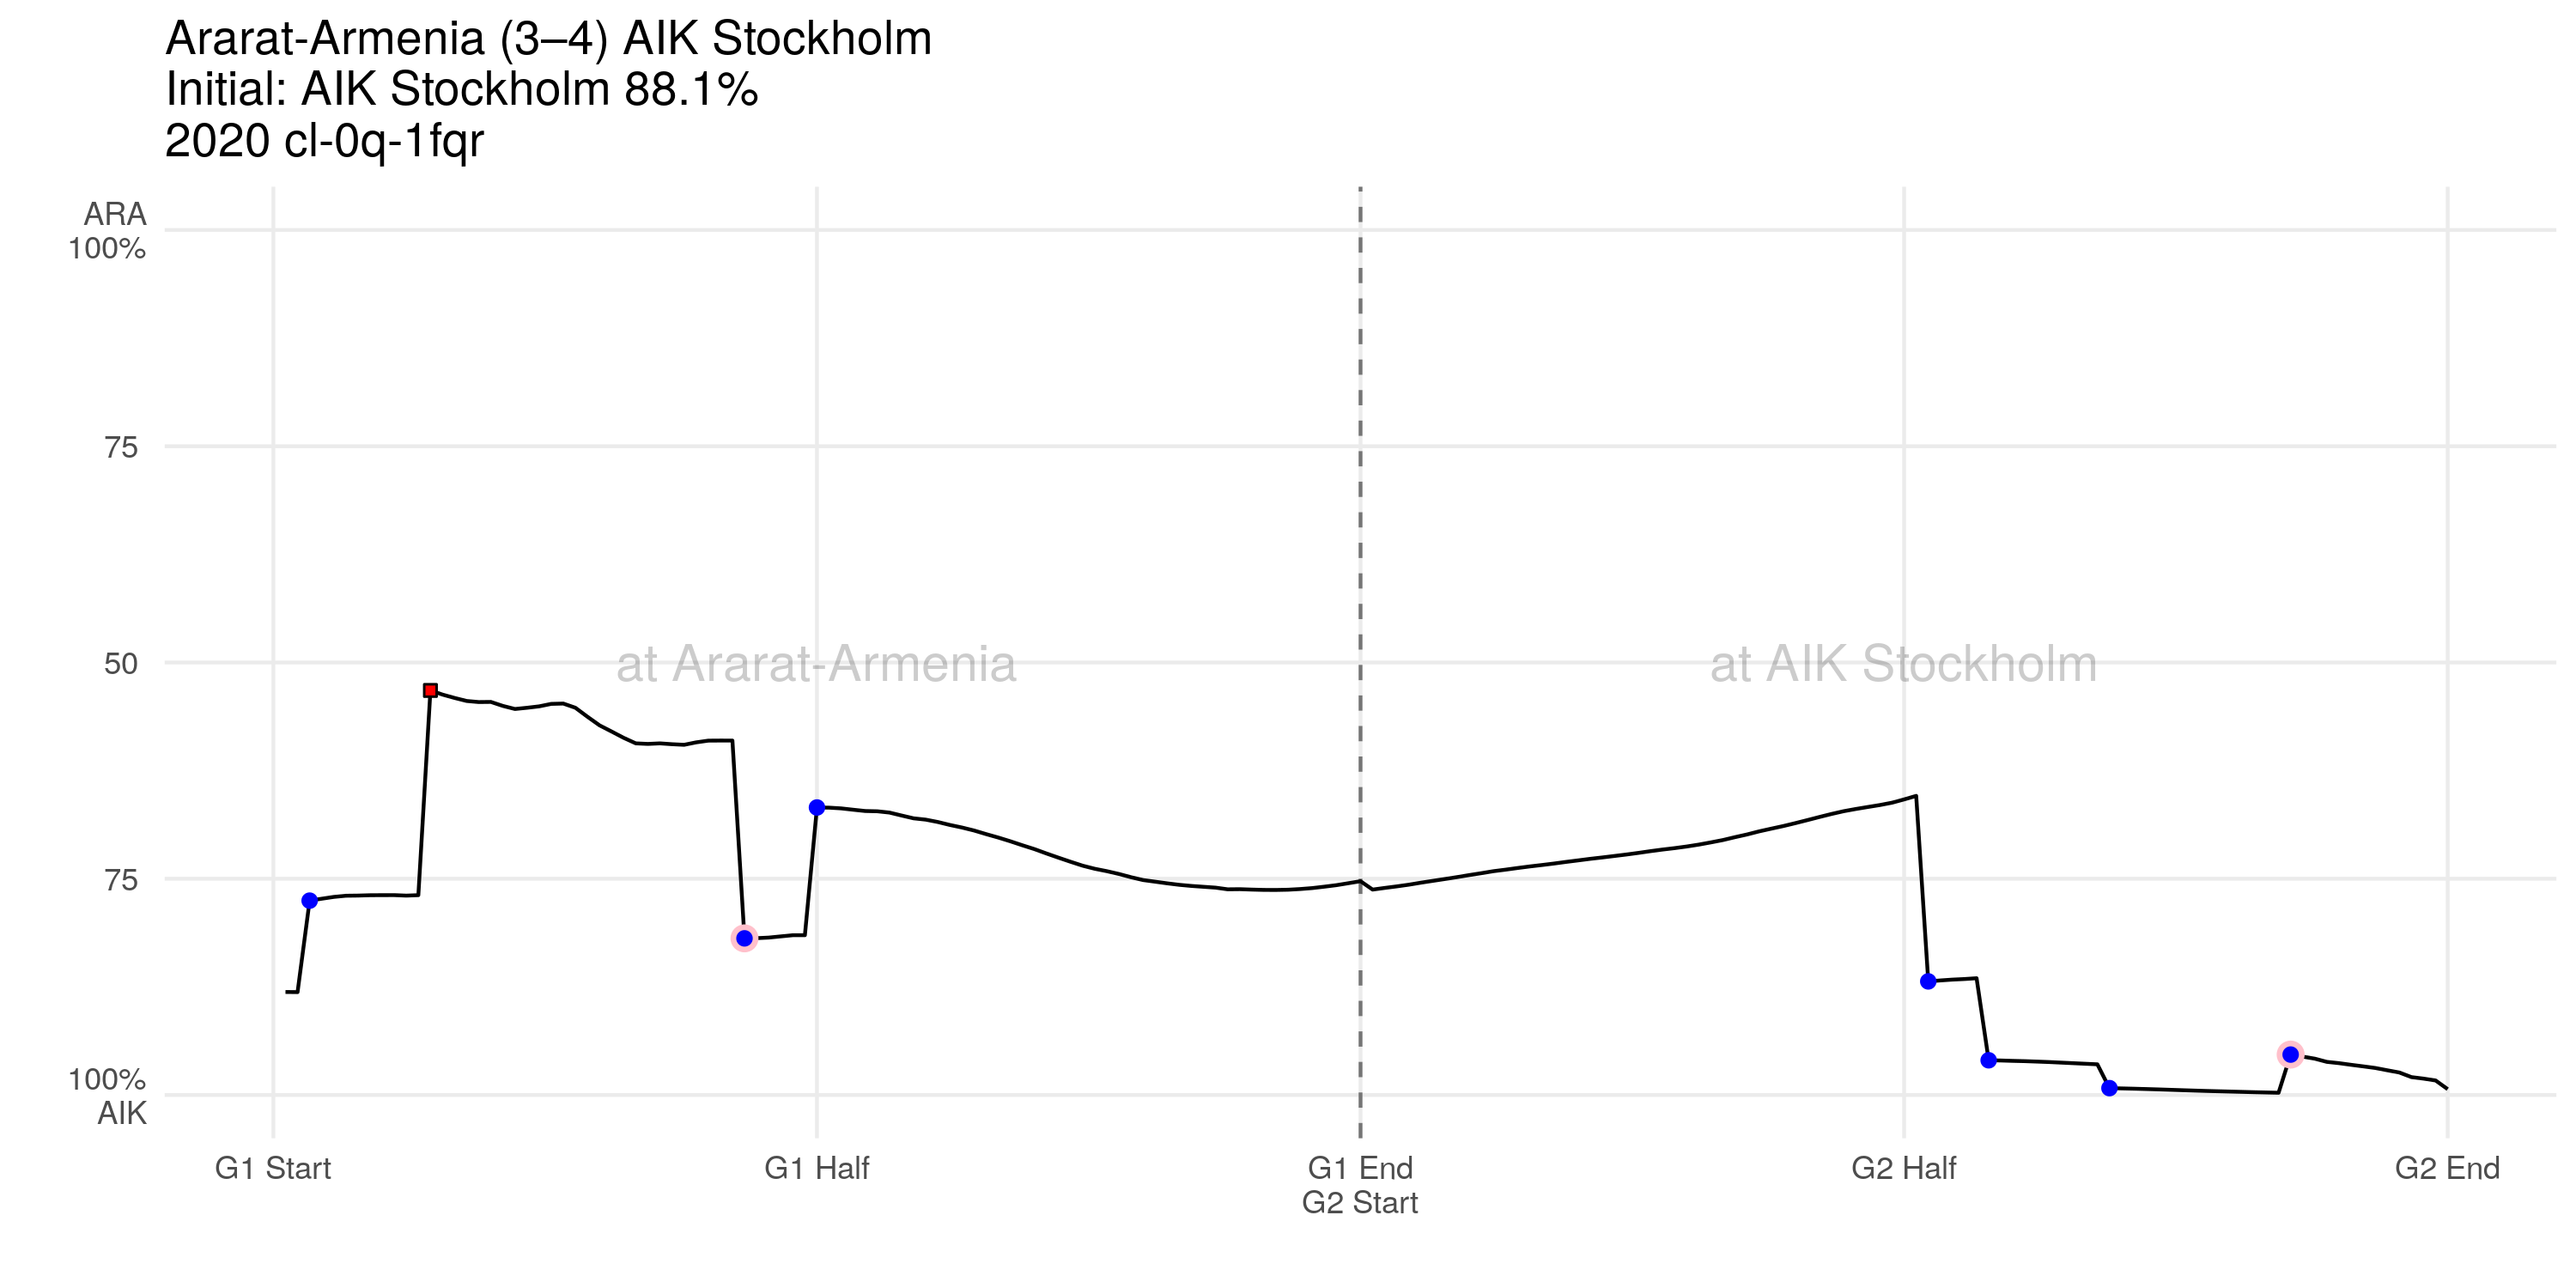 Ararat-Armenia (3–4) AIK Stockholm
Initial: AIK Stockholm 88.1%
2020 cl-0q-1fqr
ARA
100%
75
50
75
100%
AIK
at Ararat-Armenia
at AIK Stockholm
G1 Start
G1 Half
G1 End
G2 Start
G2 Half
G2 End